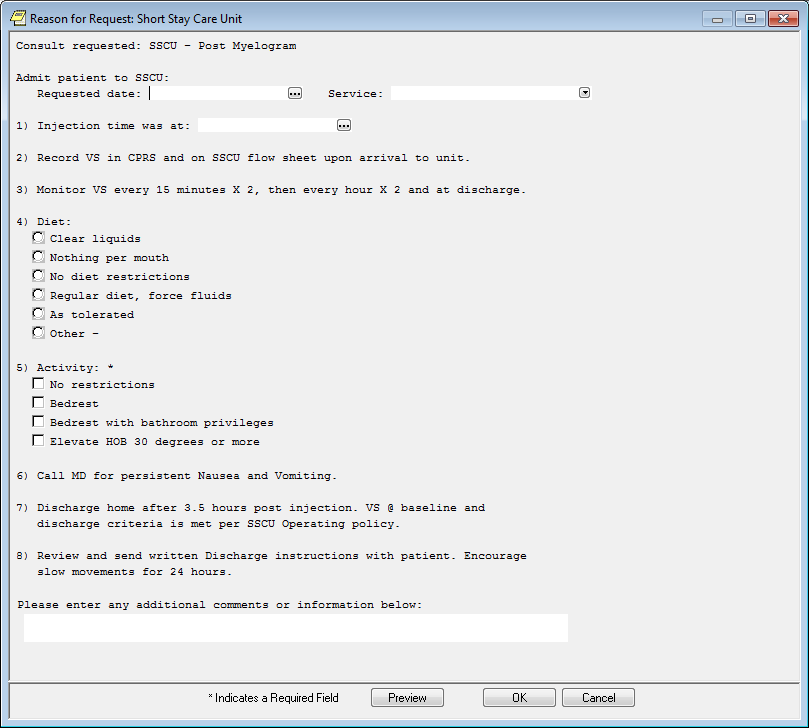 Reason for Request: Short Stay Care Unit
Consult requested: SSCU - Post Myelogram
Admit patient to SSCU:
Requested date: ... Service:
1) Injection time was at: ...
2) Record VS in CPRS and on SSCU flow sheet upon arrival to unit.
3) Monitor VS every 15 minutes X 2, then every hour X 2 and at discharge.
4) Diet:
Clear liquids
Nothing per mouth
No diet restrictions
Regular diet, force fluids
As tolerated
Other -
5) Activity: *
No restrictions
Bedrest
Bedrest with bathroom privileges
Elevate HOB 30 degrees or more
6) Call MD for persistent Nausea and Vomiting.
7) Discharge home after 3.5 hours post injection. VS @ baseline and
discharge criteria is met per SSCU Operating policy.
8) Review and send written Discharge instructions with patient. Encourage
slow movements for 24 hours.
Please enter any additional comments or information below:
* Indicates a Required Field Preview OK Cancel